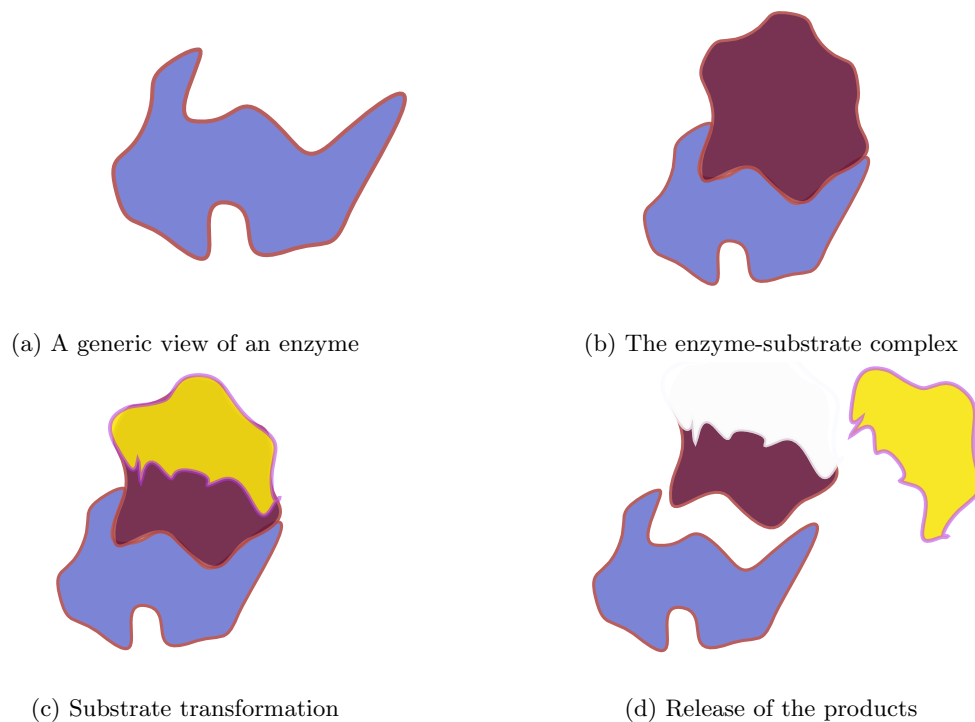 (a) A generic view of an enzyme
(b) The enzyme-substrate complex
(c) Substrate transformation
(d) Release of the products